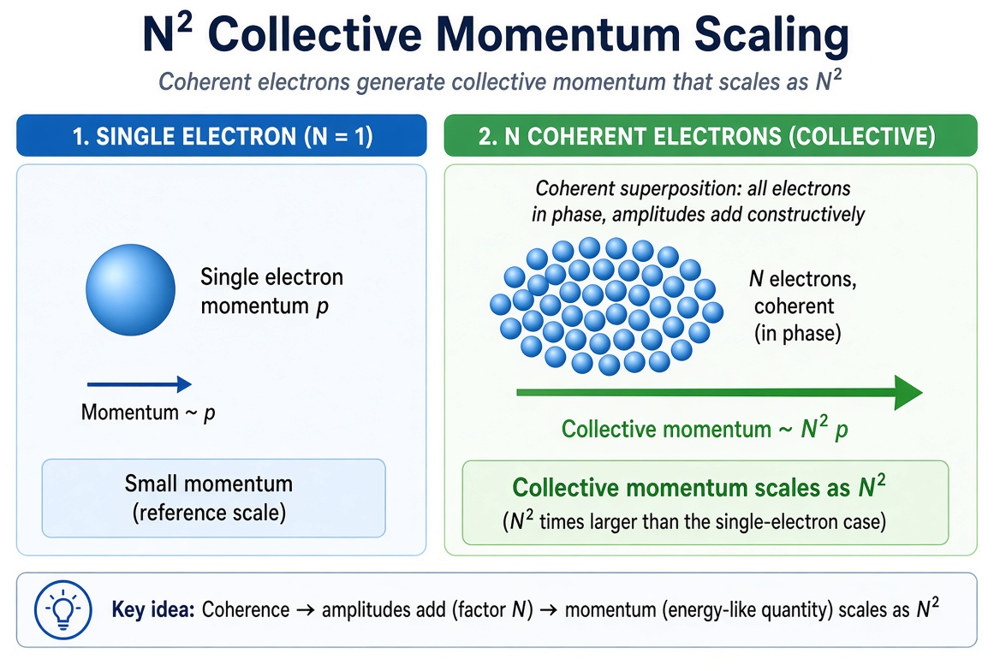 N² Collective Momentum Scaling
Coherent electrons generate collective momentum that scales as N²
1. SINGLE ELECTRON (N = 1)
Single electron
momentum p
Momentum ~ p
Small momentum
(reference scale)
2. N COHERENT ELECTRONS (COLLECTIVE)
Coherent superposition: all electrons
in phase, amplitudes add constructively
N electrons,
coherent
(in phase)
Collective momentum ~ N² p
Collective momentum scales as N²
(N² times larger than the single-electron case)
Key idea: Coherence → amplitudes add (factor N) → momentum (energy-like quantity) scales as N²